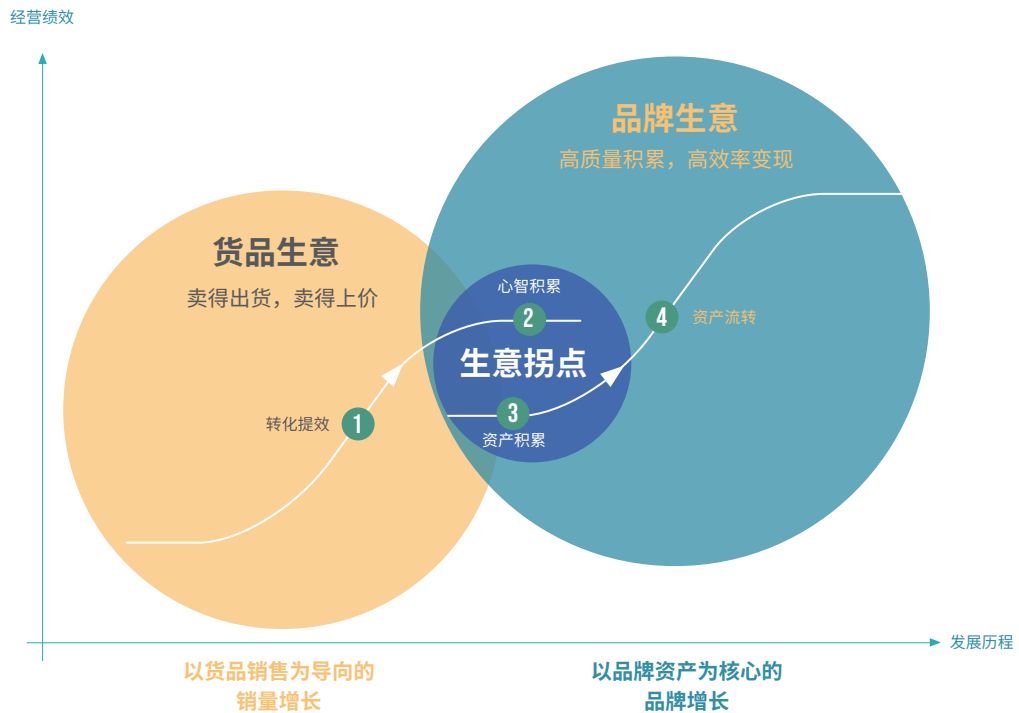 经营绩效
品牌生意
高质量积累，高效率变现
货品生意
卖得出货，卖得上价
心智积累
2
4
资产流转
生意拐点
转化提效
1
3
资产积累
发展历程
以货品销售为导向的
销量增长
以品牌资产为核心的
品牌增长